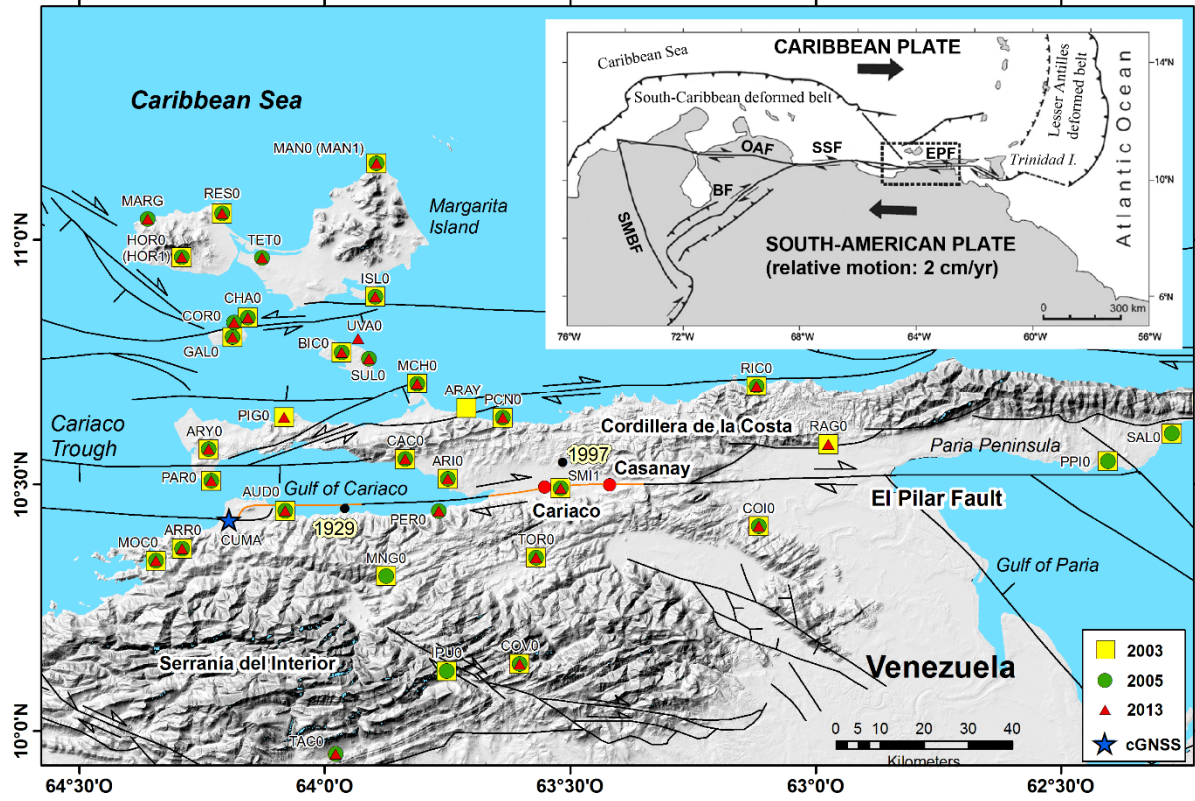 Caribbean Sea
MAN0 (MAN1)
MARG
RES0
HOR0
(HOR1)
TET0
Margarita
Island
ISL0
CHA0
COR0
GAL0
UVA0
BIC0
SUL0
MCH0
ARAY
PCN0
RIC0
PIG0
Cariaco
Trough
ARY0
CAC0
Cordillera de la Costa
RAG0
Paria Peninsula
SAL0
PPI0
PAR0
ARI0
1997
SMI1
Casanay
Gulf of Cariaco
AUD0
Cariaco
El Pilar Fault
CUMA
1929
PER0
COI0
MOC0
ARR0
MNG0
TOR0
Gulf of Paria
Serranía del Interior
IPU0
COV0
Venezuela
TAC0
11°0'N
10°30'N
10°0'N
64°30'W
64°0'W
63°30'W
63°0'W
62°30'W
0 5 10 20 30 40
Kilometers
2003
2005
2013
cGNSS
Caribbean Sea
CARIBBEAN PLATE
South-Caribbean deformed belt
Lesser Antilles
deformed belt
Atlantic Ocean
OAF
SSF
EPF
Trinidad I.
BF
SMBF
SOUTH-AMERICAN PLATE
(relative motion: 2 cm/yr)
0 300 km
14°N
10°N
6°N
76°W
72°W
68°W
64°W
60°W
56°W